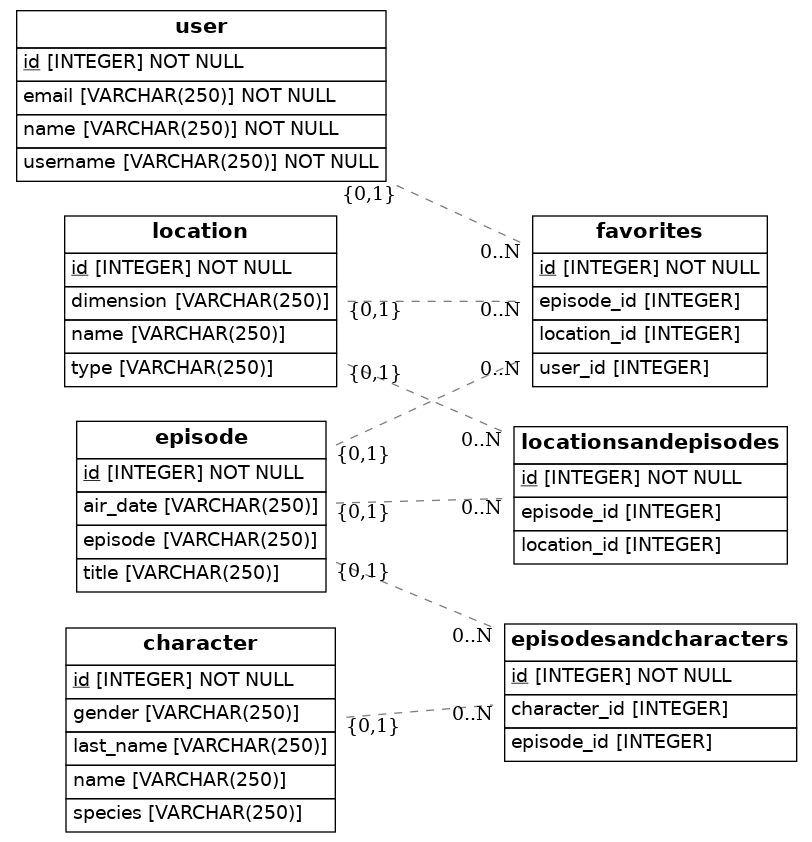 user
id [INTEGER] NOT NULL
email [VARCHAR(250)] NOT NULL
name [VARCHAR(250)] NOT NULL
username [VARCHAR(250)] NOT NULL
{0,1}
0..N
location
id [INTEGER] NOT NULL
dimension [VARCHAR(250)]
name [VARCHAR(250)]
type [VARCHAR(250)]
{0,1}
0..N
{0,1}
0..N
favorites
id [INTEGER] NOT NULL
episode_id [INTEGER]
location_id [INTEGER]
user_id [INTEGER]
episode
id [INTEGER] NOT NULL
air_date [VARCHAR(250)]
episode [VARCHAR(250)]
title [VARCHAR(250)]
{0,1}
0..N
{0,1}
0..N
{0,1}
0..N
locationsandepisodes
id [INTEGER] NOT NULL
episode_id [INTEGER]
location_id [INTEGER]
character
id [INTEGER] NOT NULL
gender [VARCHAR(250)]
last_name [VARCHAR(250)]
name [VARCHAR(250)]
species [VARCHAR(250)]
{0,1}
0..N
episodesandcharacters
id [INTEGER] NOT NULL
character_id [INTEGER]
episode_id [INTEGER]